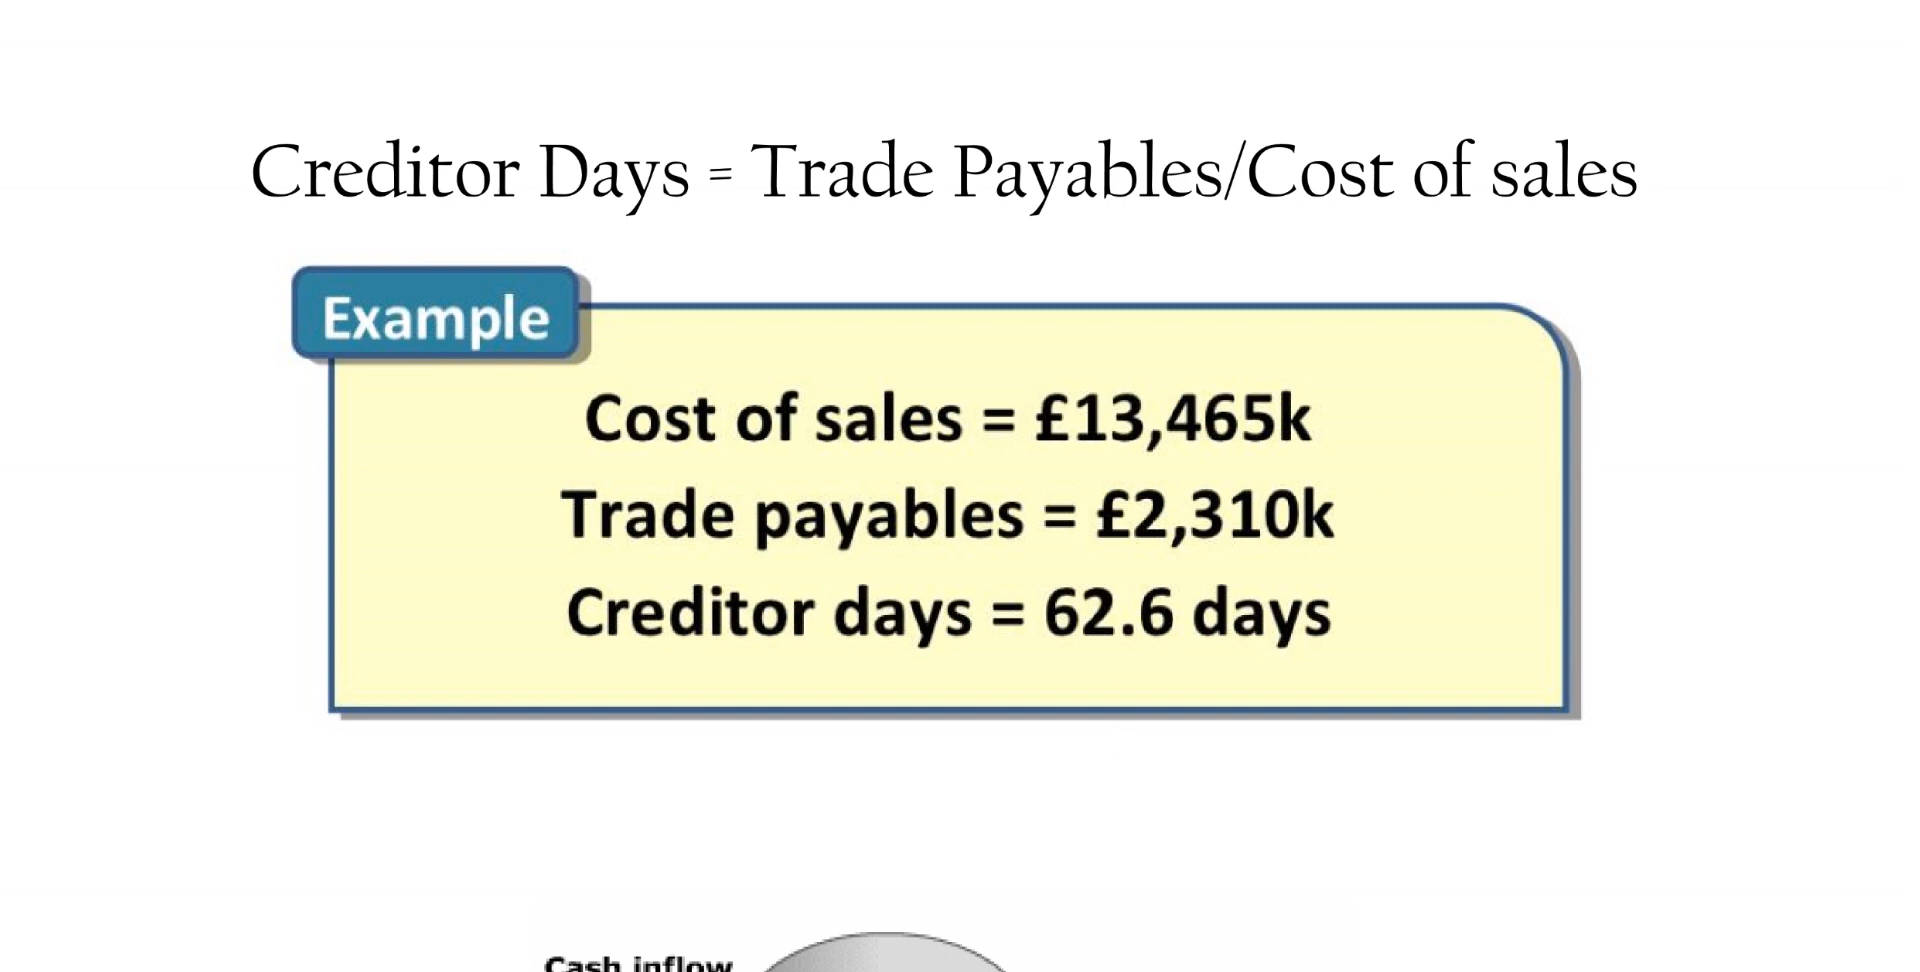 Creditor Days = Trade Payables/Cost of sales
Example
Cost of sales = £13,465k
Trade payables = £2,310k
Creditor days = 62.6 days
Cash inflow